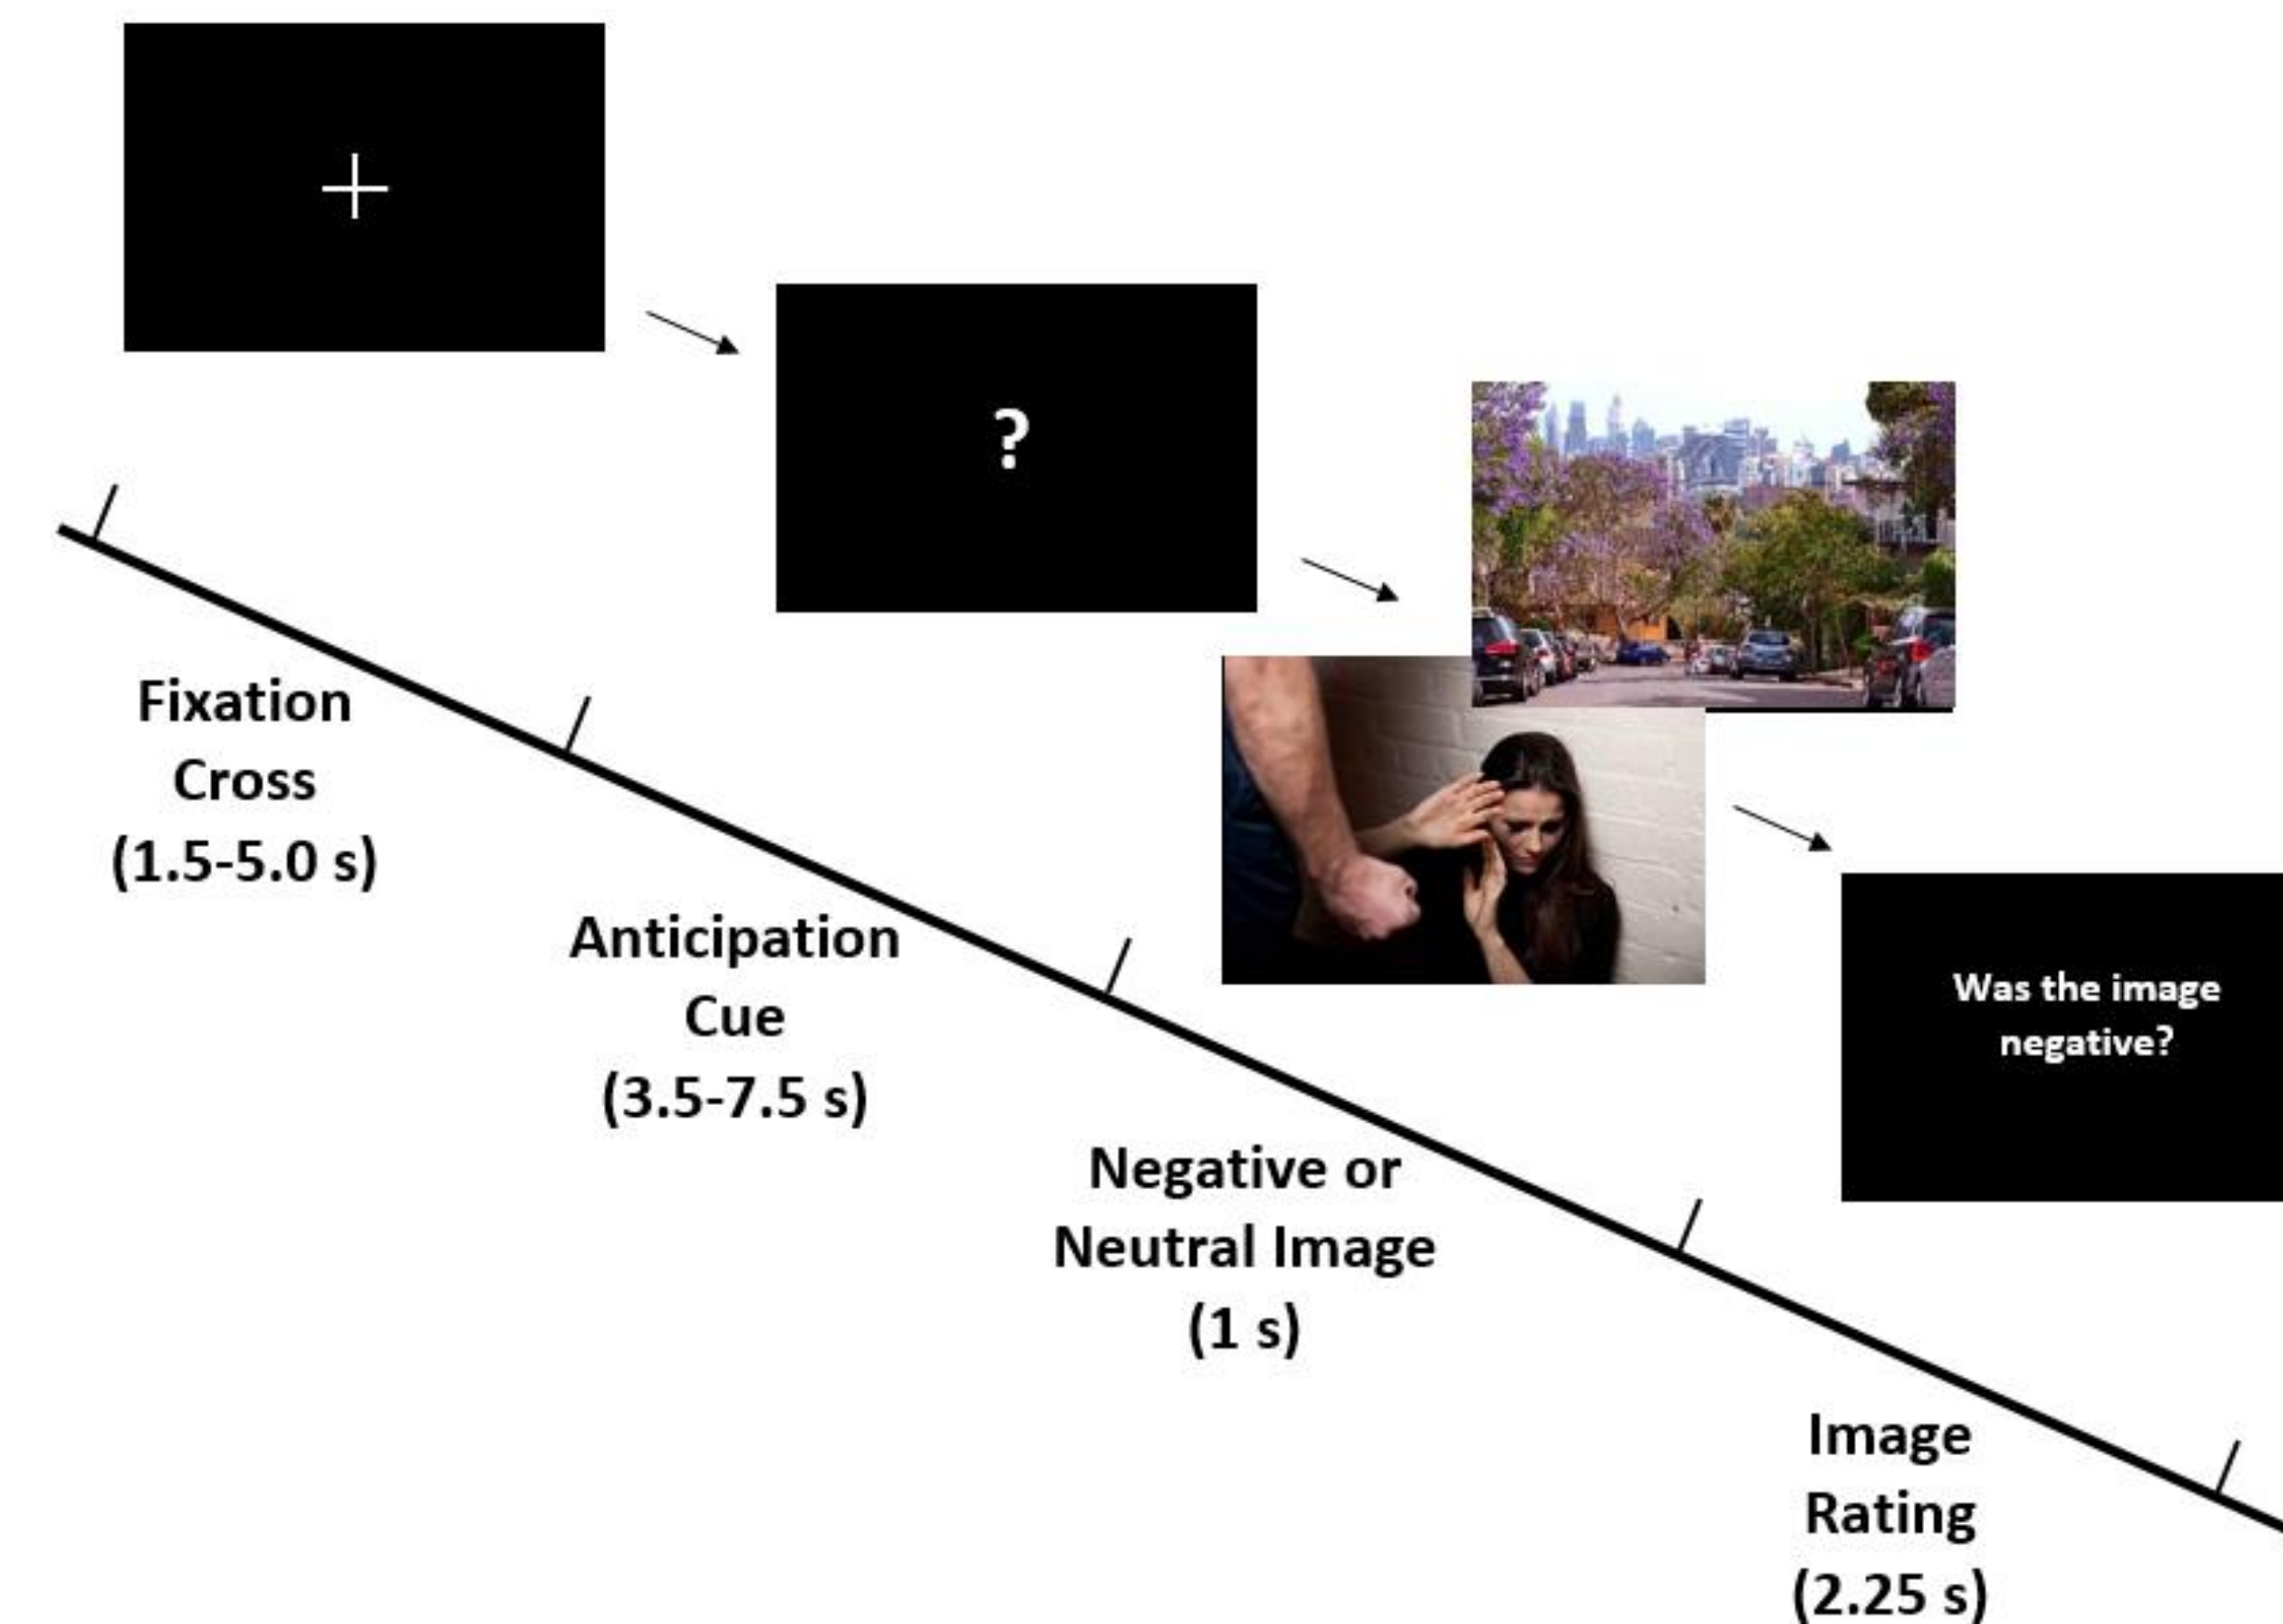 ?
Was the image
negative?
Fixation
Cross
(1.5-5.0 s)
Anticipation
Cue
(3.5-7.5 s)
Negative or
Neutral Image
(1 s)
Image
Rating
(2.25 s)